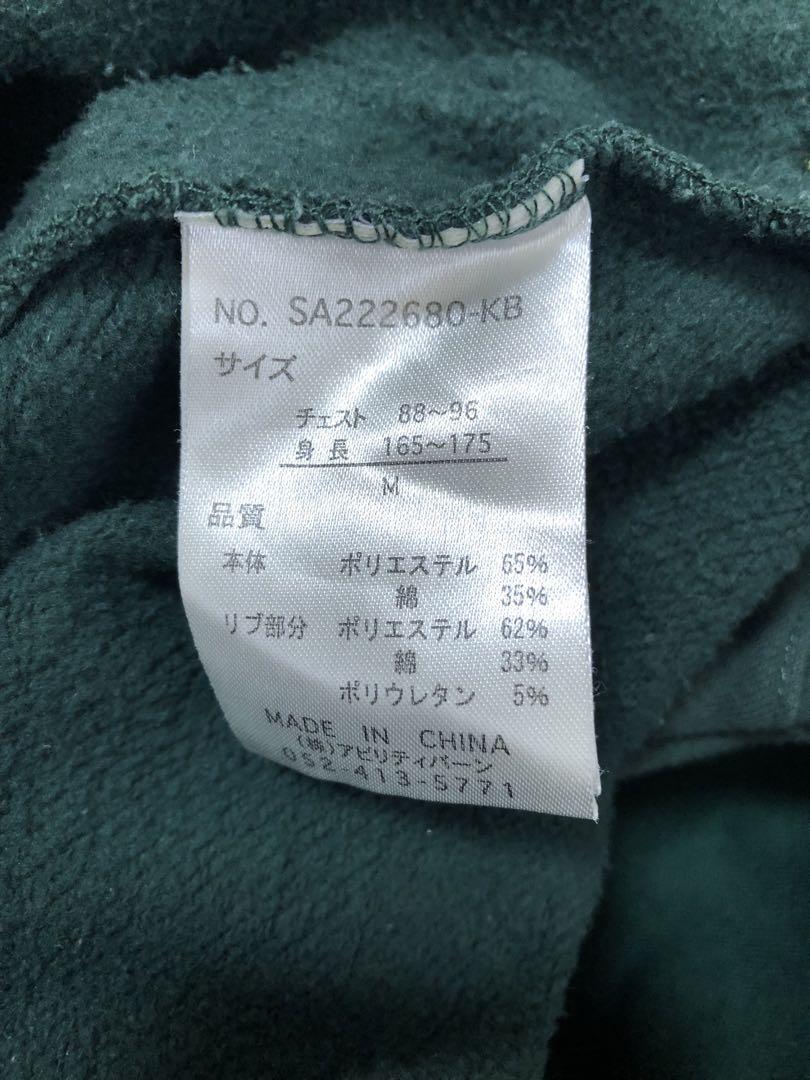 NO. SA222680-KB
サイズ
チェスト 88～96
身長 165～175
M
品質
本体 ポリエステル 65%
綿 35%
リブ部分 ポリエステル 62%
綿 33%
ポリウレタン 5%
MADE IN CHINA
(株)アビリティバーン
052-413-5771